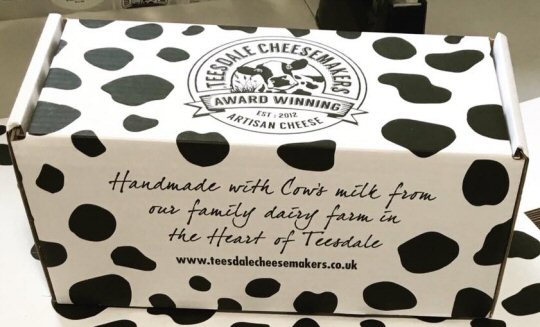 TEESDALE CHEESEMAKERS
AWARD WINNING
EST : 2012
ARTISAN CHEESE
Handmade with Cow's milk from
our family dairy farm in
the Heart of Teesdale
www.teesdalecheesemakers.co.uk